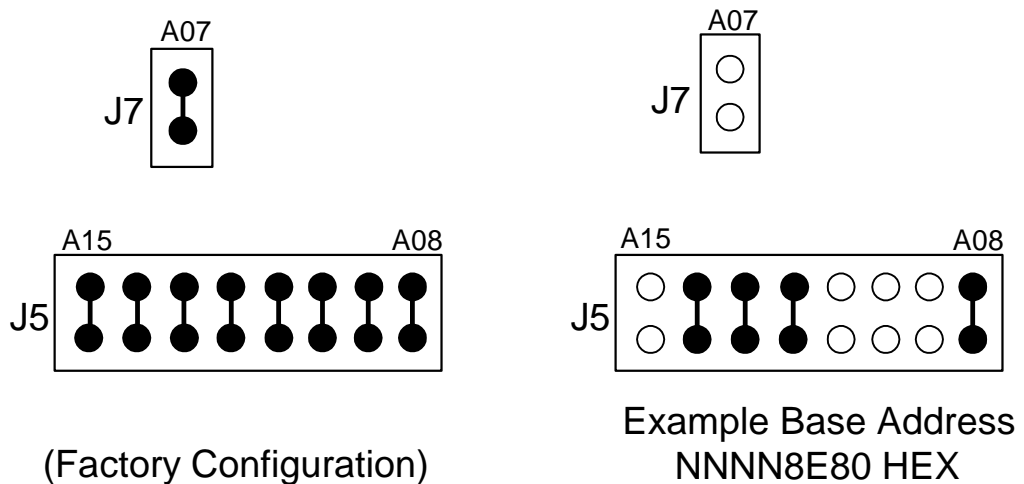 A07
J7
A15 A08
J5
(Factory Configuration)
A07
J7
A15 A08
J5
Example Base Address
NNNN8E80 HEX